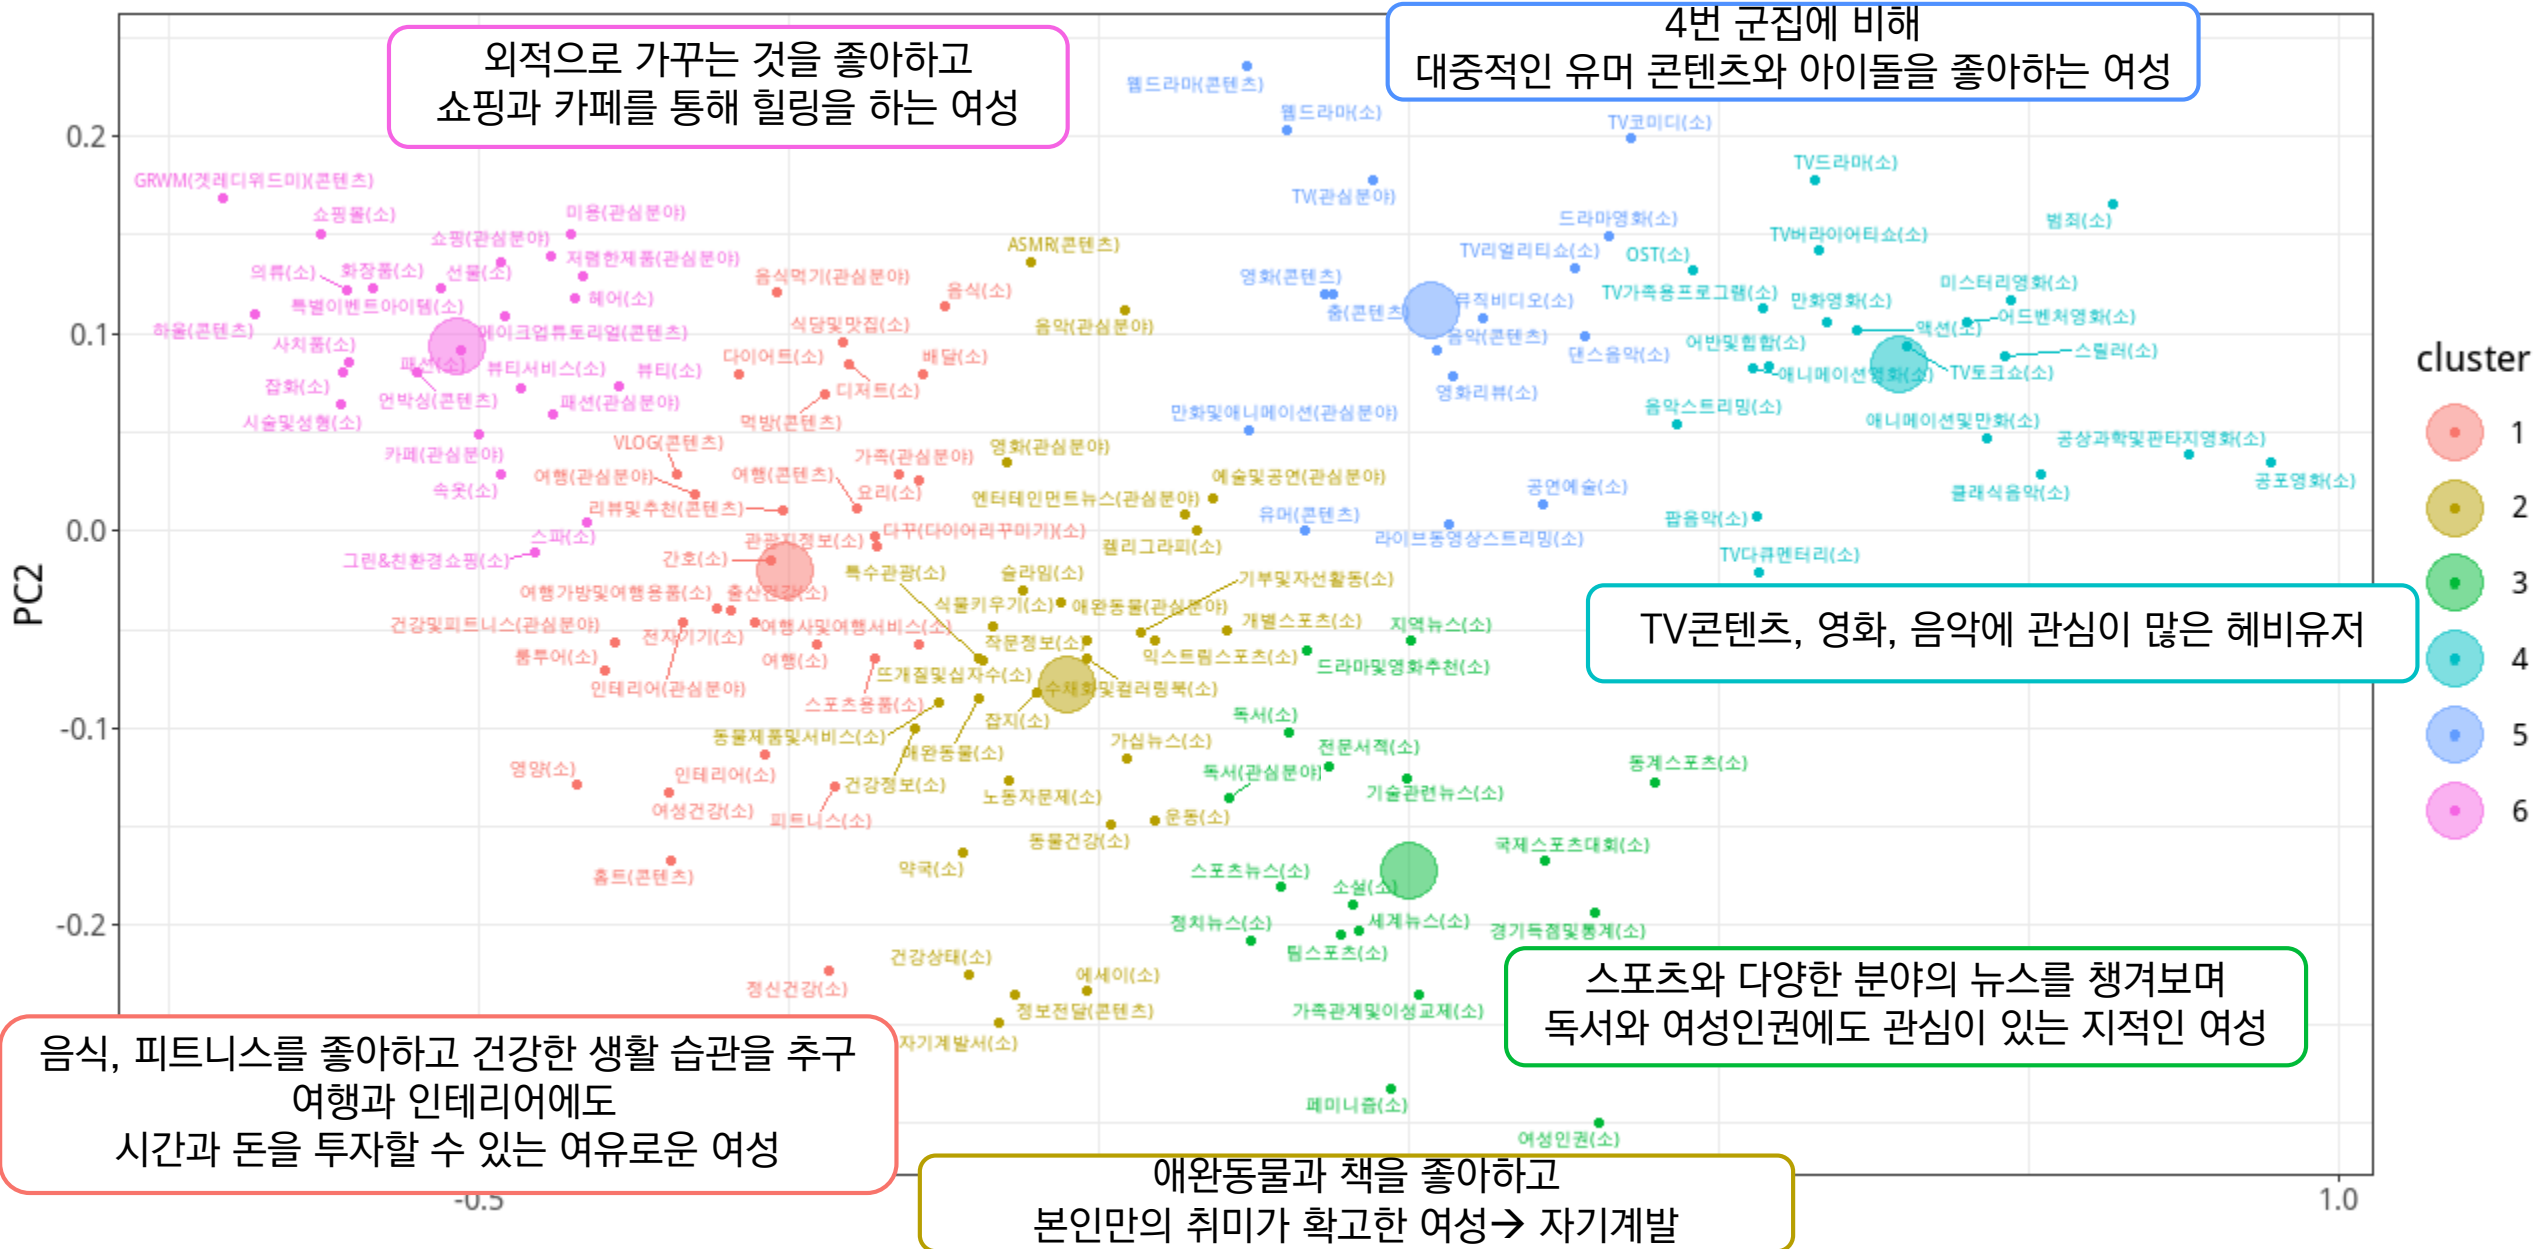 외적으로 가꾸는 것을 좋아하고
쇼핑과 카페를 통해 힐링을 하는 여성
4번 군집에 비해
대중적인 유머 콘텐츠와 아이돌을 좋아하는 여성
웹드라마(콘텐츠)
웹드라마(소)
TV코미디(소)
0.2
TV드라마(소)
GRWM(겟레디위드미)(콘텐츠)
TV(관심분야)
쇼핑몰(소)
미용(관심분야)
드라마영화(소)
범죄(소)
쇼핑(관심분야)
ASMR(콘텐츠)
TV리얼리티쇼(소)
OST(소)
TV버라이어티쇼(소)
의류(소)
화장품(소)
선물(소)
저렴한제품(관심분야)
음식먹기(관심분야)
영화(콘텐츠)
미스터리영화(소)
특별이벤트아이템(소)
헤어(소)
음식(소)
춤(콘텐츠)
뮤직비디오(소)
TV가족용프로그램(소)
만화영화(소)
어드벤처영화(소)
하울(콘텐츠)
메이크업튜토리얼(콘텐츠)
식당및맛집(소)
음악(관심분야)
음악(콘텐츠)
액션(소)
0.1
사치품(소)
패션(소)
뷰티서비스(소)
뷰티(소)
다이어트(소)
배달(소)
댄스음악(소)
어반및힙합(소)
스릴러(소)
잡화(소)
언박싱(콘텐츠)
패션(관심분야)
디저트(소)
영화리뷰(소)
애니메이션영화(소)
TV토크쇼(소)
시술및성형(소)
먹방(콘텐츠)
만화및애니메이션(관심분야)
음악스트리밍(소)
애니메이션및만화(소)
카페(관심분야)
VLOG(콘텐츠)
가족(관심분야)
영화(관심분야)
공상과학및판타지영화(소)
속옷(소)
여행(관심분야)
여행(콘텐츠)
요리(소)
예술및공연(관심분야)
공연예술(소)
클래식음악(소)
공포영화(소)
리뷰및추천(콘텐츠)
엔터테인먼트뉴스(관심분야)
유머(콘텐츠)
팝음악(소)
0.0
스파(소)
다꾸(다이어리꾸미기)(소)
관광지정보(소)
켈리그라피(소)
라이브동영상스트리밍(소)
TV다큐멘터리(소)
그린&친환경쇼핑(소)
간호(소)
특수관광(소)
슬라임(소)
기부및자선활동(소)
PC2
여행가방및여행용품(소)
출산건강(소)
식물키우기(소)
애완동물(관심분야)
건강및피트니스(관심분야)
전자기기(소)
여행사및여행서비스(소)
작문정보(소)
개별스포츠(소)
지역뉴스(소)
TV콘텐츠, 영화, 음악에 관심이 많은 헤비유저
룸투어(소)
여행(소)
익스트림스포츠(소)
드라마및영화추천(소)
인테리어(관심분야)
뜨개질및십자수(소)
수채화및컬러링북(소)
스포츠용품(소)
잡지(소)
독서(소)
-0.1
동물제품및서비스(소)
애완동물(소)
가십뉴스(소)
전문서적(소)
영양(소)
인테리어(소)
건강정보(소)
노동자문제(소)
독서(관심분야)
기술관련뉴스(소)
동계스포츠(소)
여성건강(소)
피트니스(소)
운동(소)
동물건강(소)
국제스포츠대회(소)
홈트(콘텐츠)
약국(소)
스포츠뉴스(소)
소설(소)
-0.2
정치뉴스(소)
세계뉴스(소)
경기득점및통계(소)
팀스포츠(소)
건강상태(소)
에세이(소)
정신건강(소)
정보전달(콘텐츠)
가족관계및이성교제(소)
자기계발서(소)
스포츠와 다양한 분야의 뉴스를 챙겨보며
독서와 여성인권에도 관심이 있는 지적인 여성
음식, 피트니스를 좋아하고 건강한 생활 습관을 추구
여행과 인테리어에도
시간과 돈을 투자할 수 있는 여유로운 여성
페미니즘(소)
여성인권(소)
애완동물과 책을 좋아하고
본인만의 취미가 확고한 여성→ 자기계발
-0.5
1.0
cluster
1
2
3
4
5
6